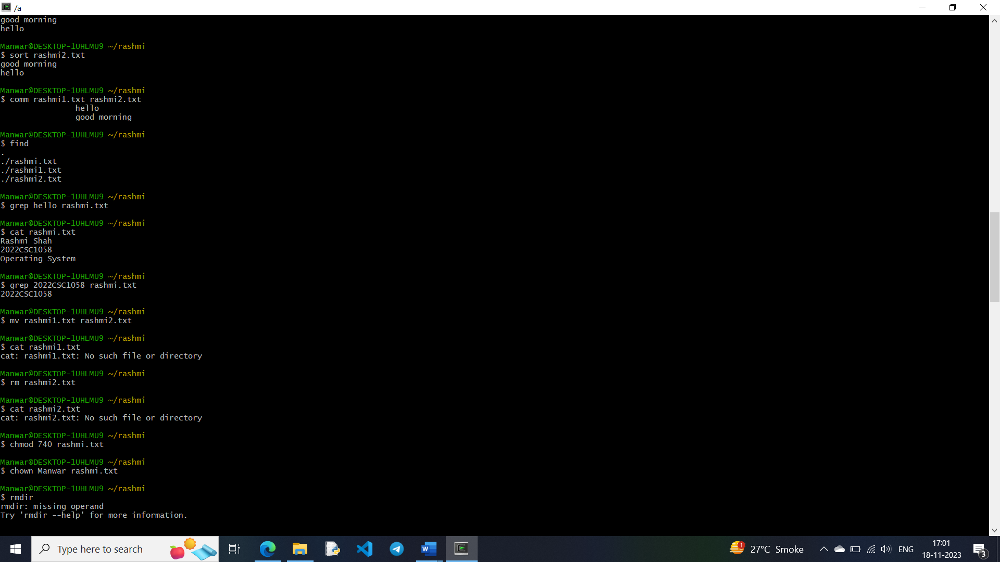 /a
good morning
hello
Manwar@DESKTOP-1UHLMU9 ~/rashmi
$ sort rashmi2.txt
good morning
hello
Manwar@DESKTOP-1UHLMU9 ~/rashmi
$ comm rashmi1.txt rashmi2.txt
hello
good morning
Manwar@DESKTOP-1UHLMU9 ~/rashmi
$ find
.
./rashmi.txt
./rashmi1.txt
./rashmi2.txt
Manwar@DESKTOP-1UHLMU9 ~/rashmi
$ grep hello rashmi.txt
Manwar@DESKTOP-1UHLMU9 ~/rashmi
$ cat rashmi.txt
Rashmi Shah
2022CSC1058
Operating System
Manwar@DESKTOP-1UHLMU9 ~/rashmi
$ grep 2022CSC1058 rashmi.txt
2022CSC1058
Manwar@DESKTOP-1UHLMU9 ~/rashmi
$ mv rashmi1.txt rashmi2.txt
Manwar@DESKTOP-1UHLMU9 ~/rashmi
$ cat rashmi1.txt
cat: rashmi1.txt: No such file or directory
Manwar@DESKTOP-1UHLMU9 ~/rashmi
$ rm rashmi2.txt
Manwar@DESKTOP-1UHLMU9 ~/rashmi
$ cat rashmi2.txt
cat: rashmi2.txt: No such file or directory
Manwar@DESKTOP-1UHLMU9 ~/rashmi
$ chmod 740 rashmi.txt
Manwar@DESKTOP-1UHLMU9 ~/rashmi
$ chown Manwar rashmi.txt
Manwar@DESKTOP-1UHLMU9 ~/rashmi
$ rmdir
rmdir: missing operand
Try 'rmdir --help' for more information.
Type here to search
W
1
27°C Smoke
ENG
17:01
18-11-2023
3